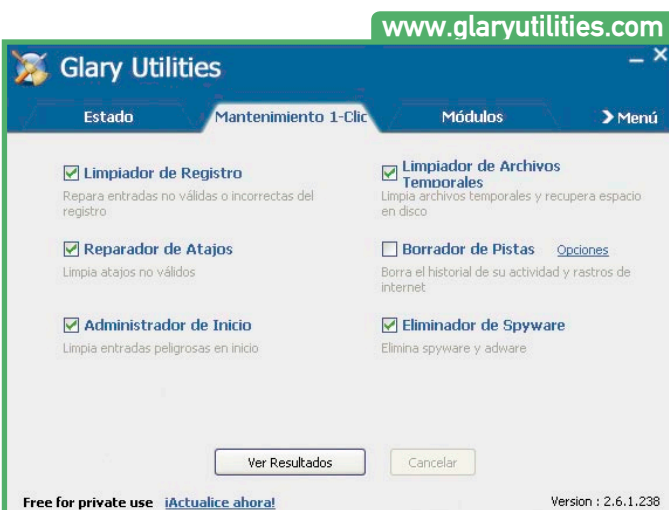 www.glaryutilities.com
Glary Utilities
Estado
Mantenimiento 1-Clic
Módulos
Menú
Limpiador de Registro
Repara entradas no válidas o incorrectas del
registro
Limpiador de Archivos
Temporales
Limpia archivos temporales y recupera espacio
en disco
Reparador de Atajos
Limpia atajos no válidos
Borrador de Pistas Opciones
Borra el historial de su actividad y rastros de
internet
Administrador de Inicio
Limpia entradas peligrosas en inicio
Eliminador de Spyware
Elimina spyware y adware
Ver Resultados
Cancelar
Free for private use ¡Actualice ahora!
Version : 2.6.1.238